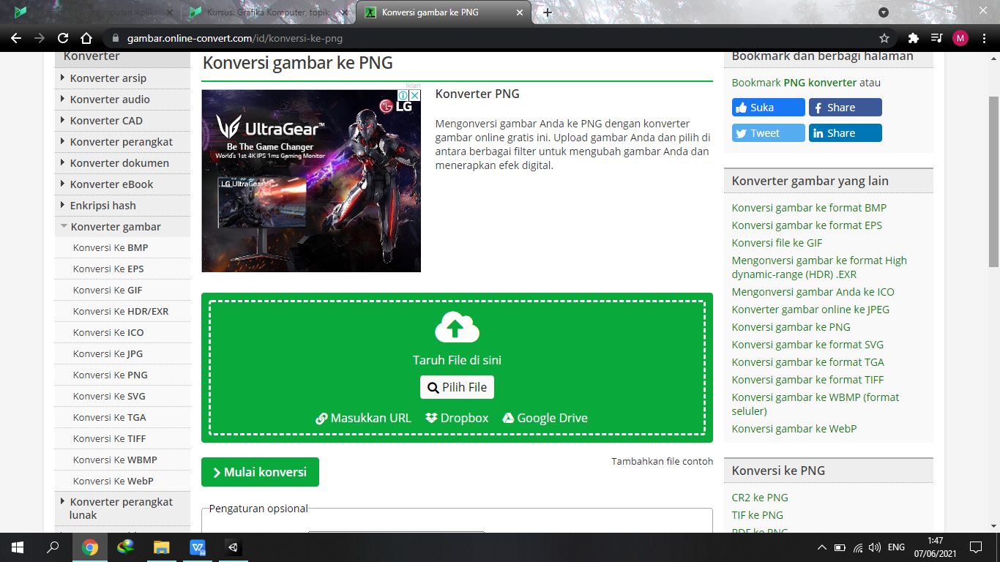 Kursus: Grafika Komputer, topik:
Konversi gambar ke PNG
gambar.online-convert.com/id/konversi-ke-png
M
Konverter
Konverter arsip
Konverter audio
Konverter CAD
Konverter perangkat
Konverter dokumen
Konverter eBook
Enkripsi hash
Konverter gambar
Konversi Ke BMP
Konversi Ke EPS
Konversi Ke GIF
Konversi Ke HDR/EXR
Konversi Ke ICO
Konversi Ke JPG
Konversi Ke PNG
Konversi Ke SVG
Konversi Ke TGA
Konversi Ke TIFF
Konversi Ke WBMP
Konversi Ke WebP
Konverter perangkat
lunak
Konversi gambar ke PNG
Iklan
LG
UltraGear™
Be The Game Changer
World's 1st 4K IPS 1ms Gaming Monitor
LG UltraGear
Konverter PNG
Mengonversi gambar Anda ke PNG dengan konverter
gambar online gratis ini. Upload gambar Anda dan pilih di
antara berbagai filter untuk mengubah gambar Anda dan
menerapkan efek digital.
Taruh File di sini
Pilih File
Masukkan URL Dropbox Google Drive
Mulai konversi
Tambahkan file contoh
Pengaturan opsional
Bookmark dan berbagi halaman
Bookmark PNG konverter atau
Suka Share
Tweet Share
Konverter gambar yang lain
Konversi gambar ke format BMP
Konversi gambar ke format EPS
Konversi file ke GIF
Mengonversi gambar ke format High
dynamic-range (HDR) .EXR
Mengonversi gambar Anda ke ICO
Konverter gambar online ke JPEG
Konversi gambar ke PNG
Konversi gambar ke format SVG
Konversi gambar ke format TGA
Konversi gambar ke format TIFF
Konversi gambar ke WBMP (format
seluler)
Konversi gambar ke WebP
Konversi ke PNG
CR2 ke PNG
TIF ke PNG
PDF ke PNG
ENG
1:47
07/06/2021